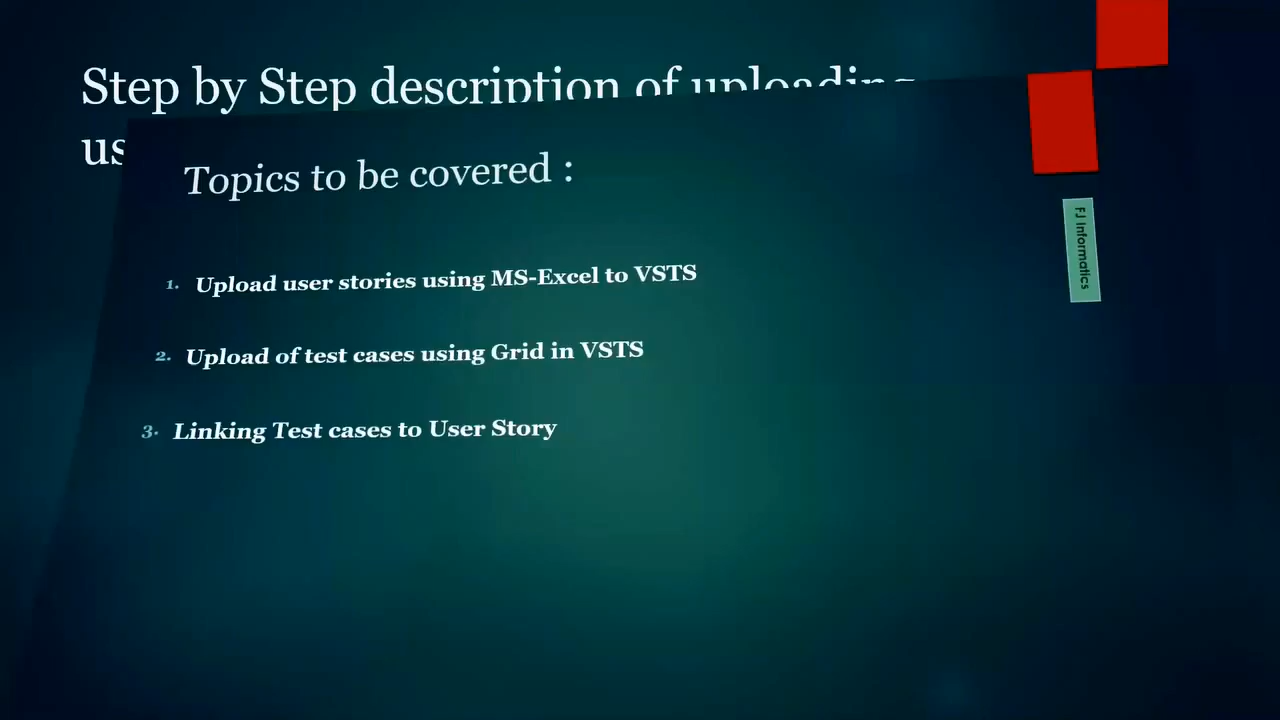 Step by Step description of uploading
Topics to be covered :
1. Upload user stories using MS-Excel to VSTS
2. Upload of test cases using Grid in VSTS
3. Linking Test cases to User Story
FJ Informatics